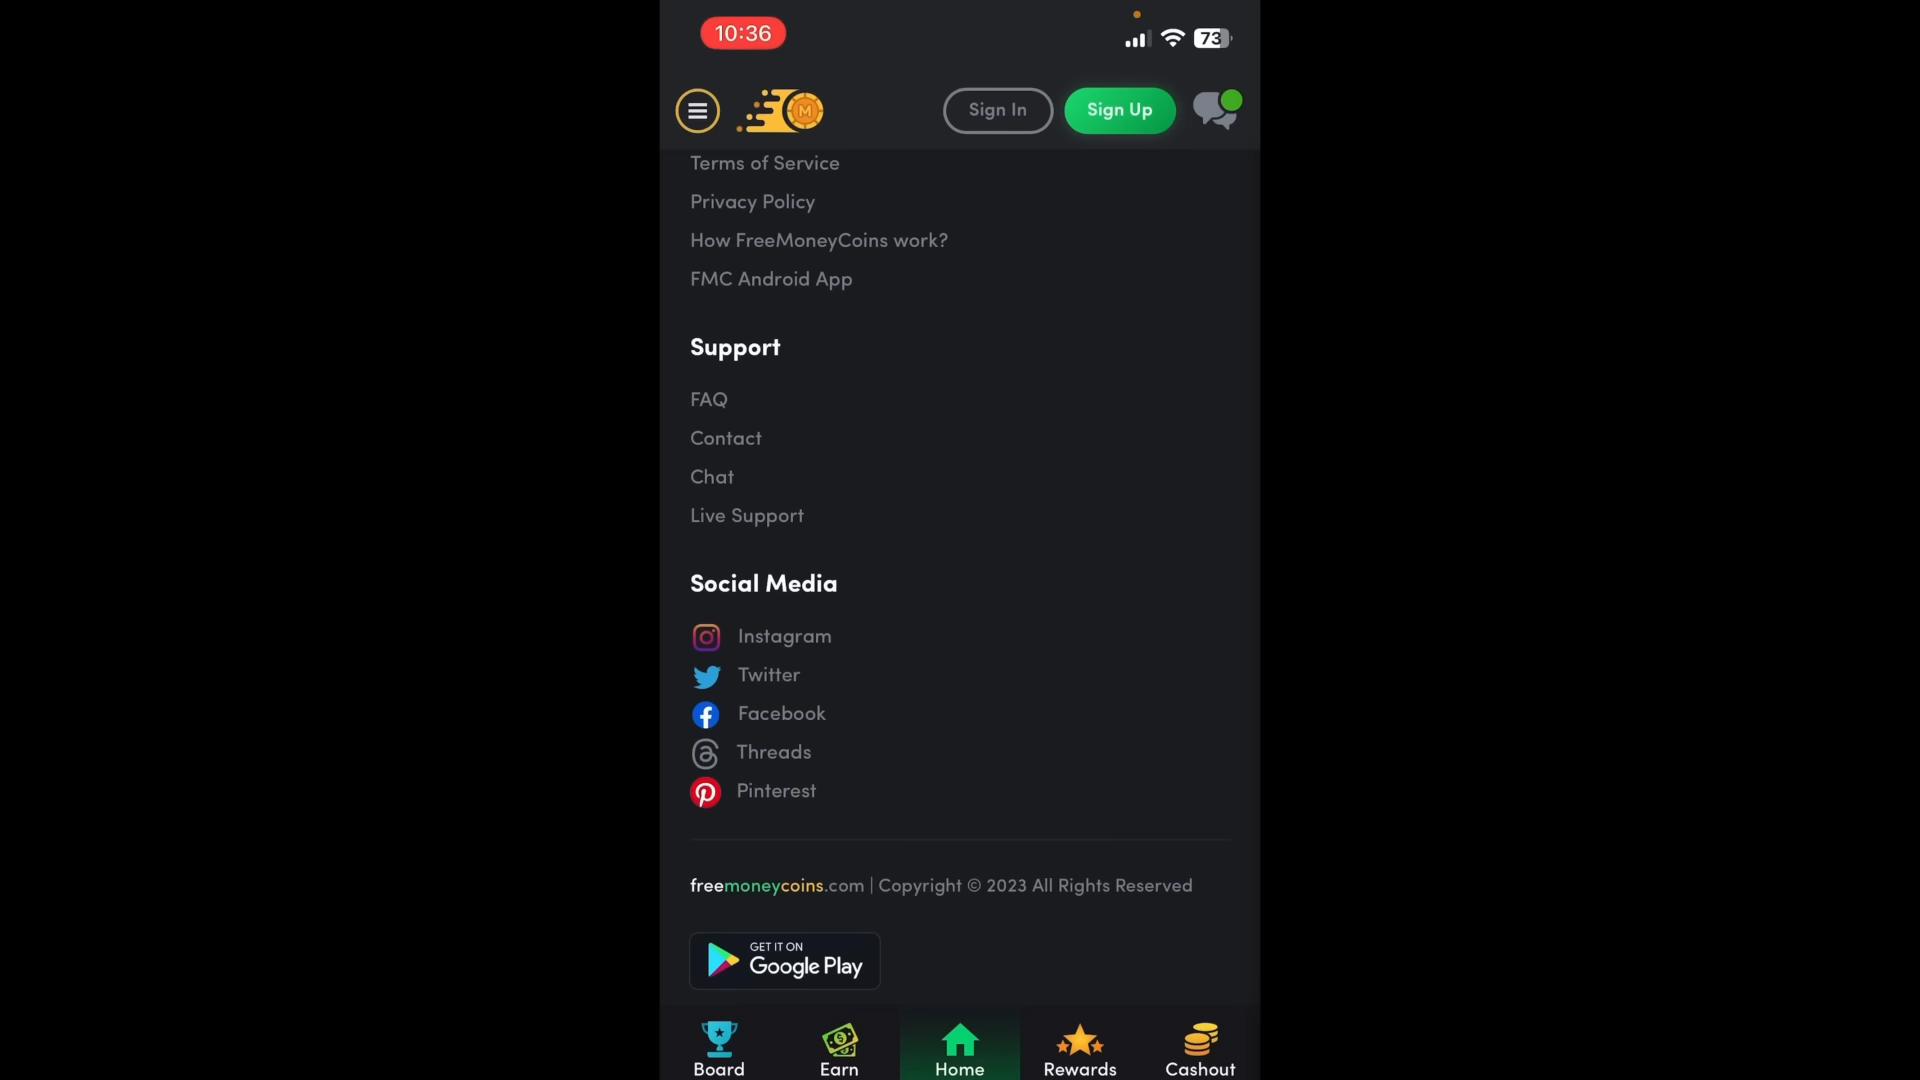 10:36
73
M
Sign In
Sign Up
Terms of Service
Privacy Policy
How FreeMoneyCoins work?
FMC Android App
Support
FAQ
Contact
Chat
Live Support
Social Media
Instagram
Twitter
Facebook
Threads
Pinterest
freemoneycoins.com | Copyright © 2023 All Rights Reserved
GET IT ON
Google Play
Board
Earn
Home
Rewards
Cashout